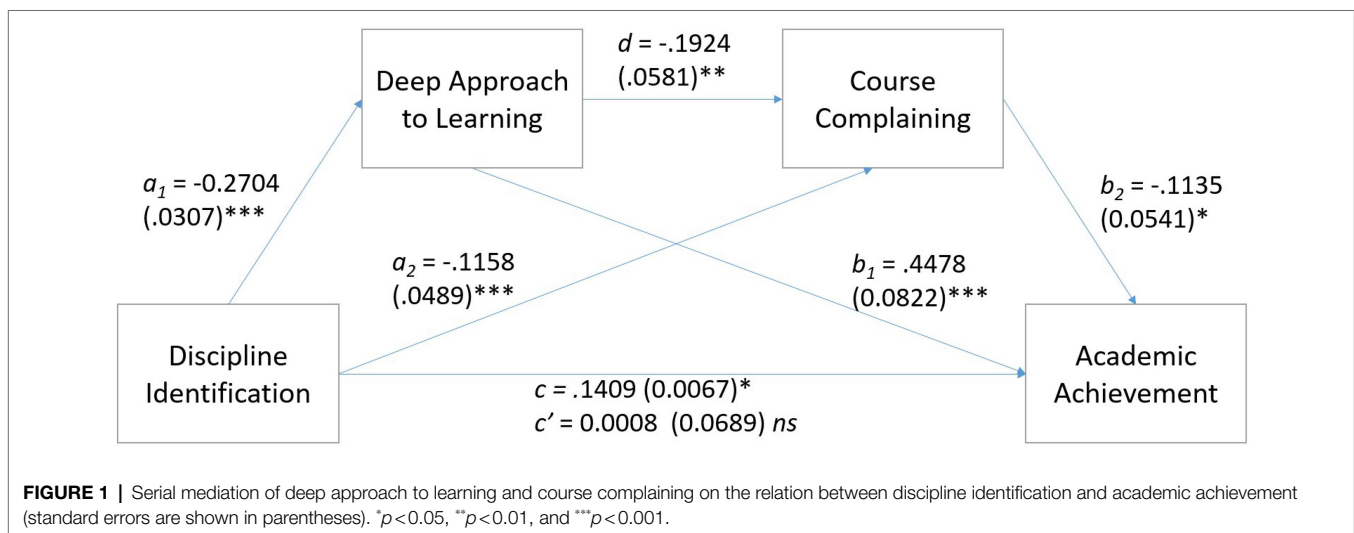 d = -.1924
(.0581)**
Deep Approach
to Learning
Course
Complaining
a1 = -0.2704
(.0307)***
b2 = -.1135
(0.0541)*
a2 = -.1158
(.0489)***
b1 = .4478
(0.0822)***
Discipline
Identification
Academic
Achievement
c = .1409 (0.0067)*
c’ = 0.0008 (0.0689) ns
FIGURE 1 | Serial mediation of deep approach to learning and course complaining on the relation between discipline identification and academic achievement
(standard errors are shown in parentheses). *p<0.05, **p<0.01, and ***p<0.001.